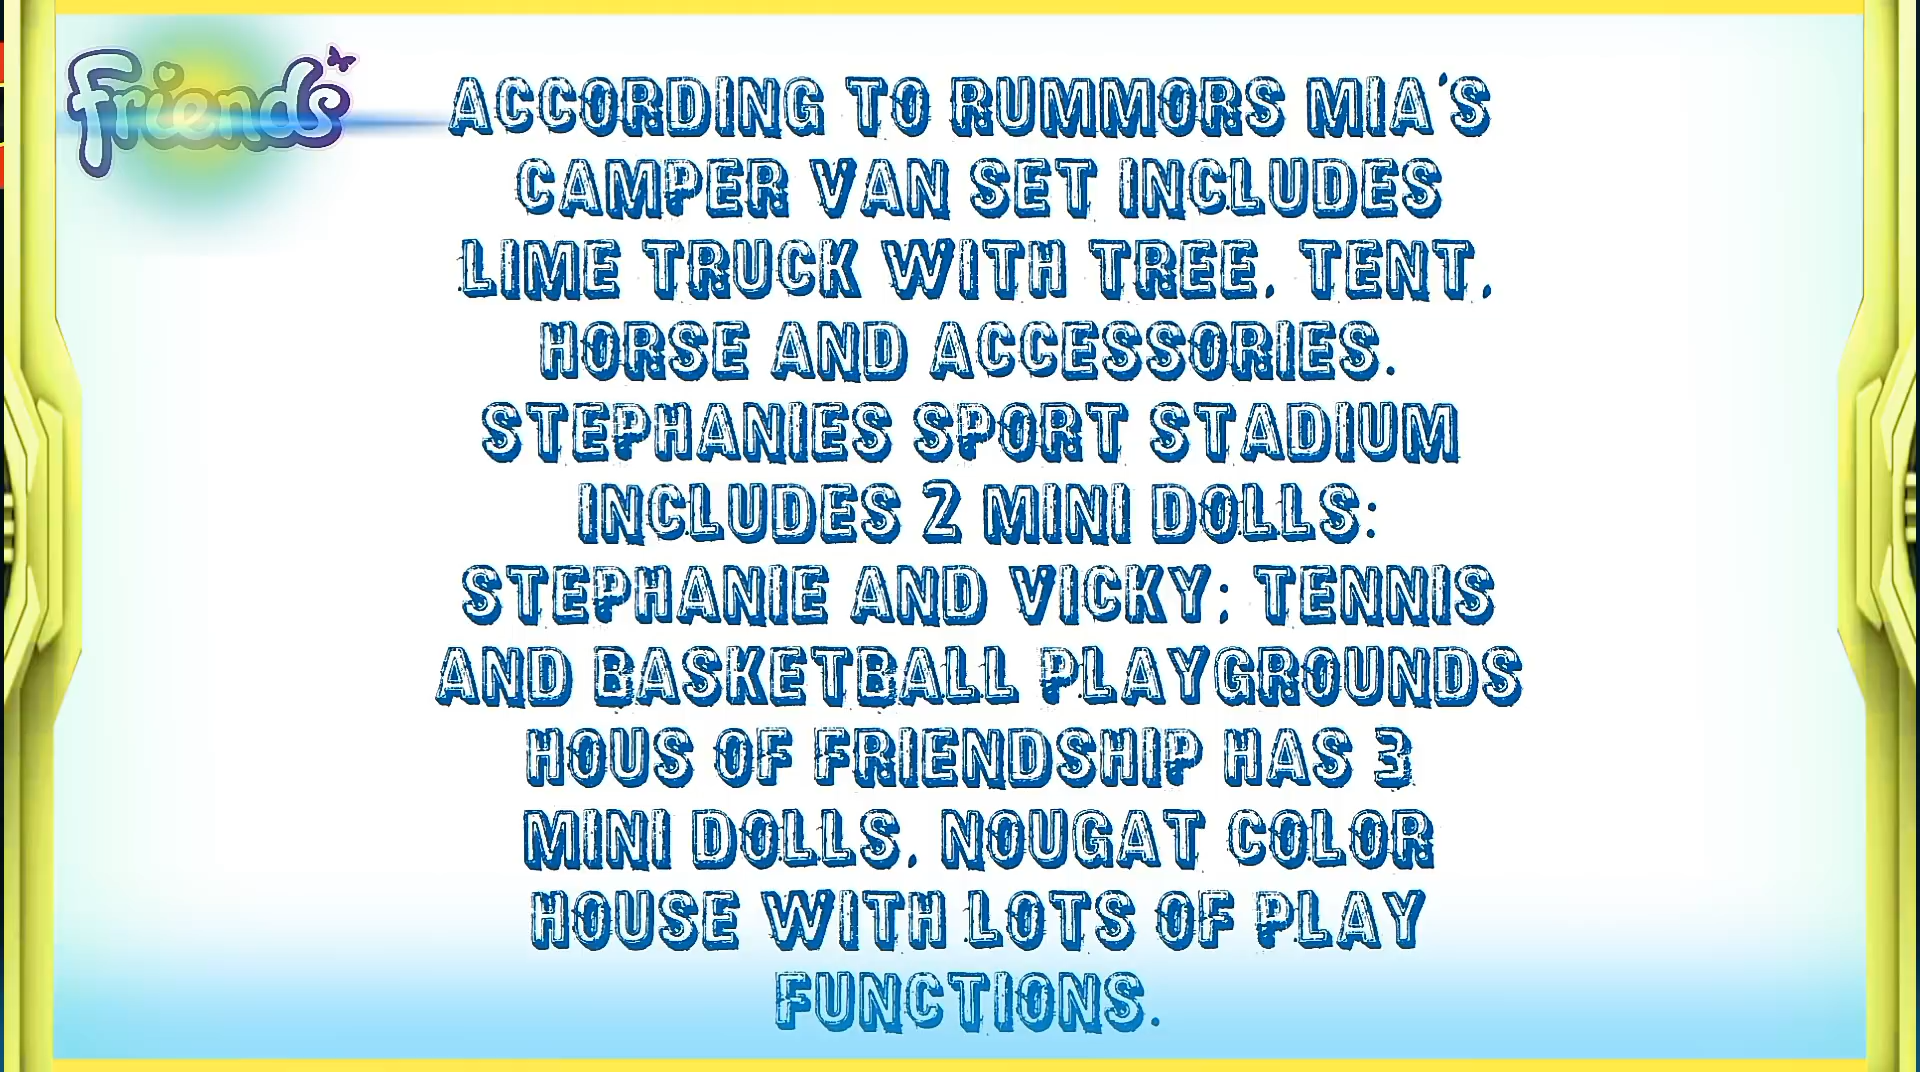 Friends
ACCORDING TO RUMMORS MIA'S
CAMPER VAN SET INCLUDES
LIME TRUCK WITH TREE, TENT,
HORSE AND ACCESSORIES.
STEPHANIES SPORT STADIUM
INCLUDES 2 MINI DOLLS:
STEPHANIE AND VICKY; TENNIS
AND BASKETBALL PLAYGROUNDS
HOUS OF FRIENDSHIP HAS 3
MINI DOLLS, NOUGAT COLOR
HOUSE WITH LOTS OF PLAY
FUNCTIONS.